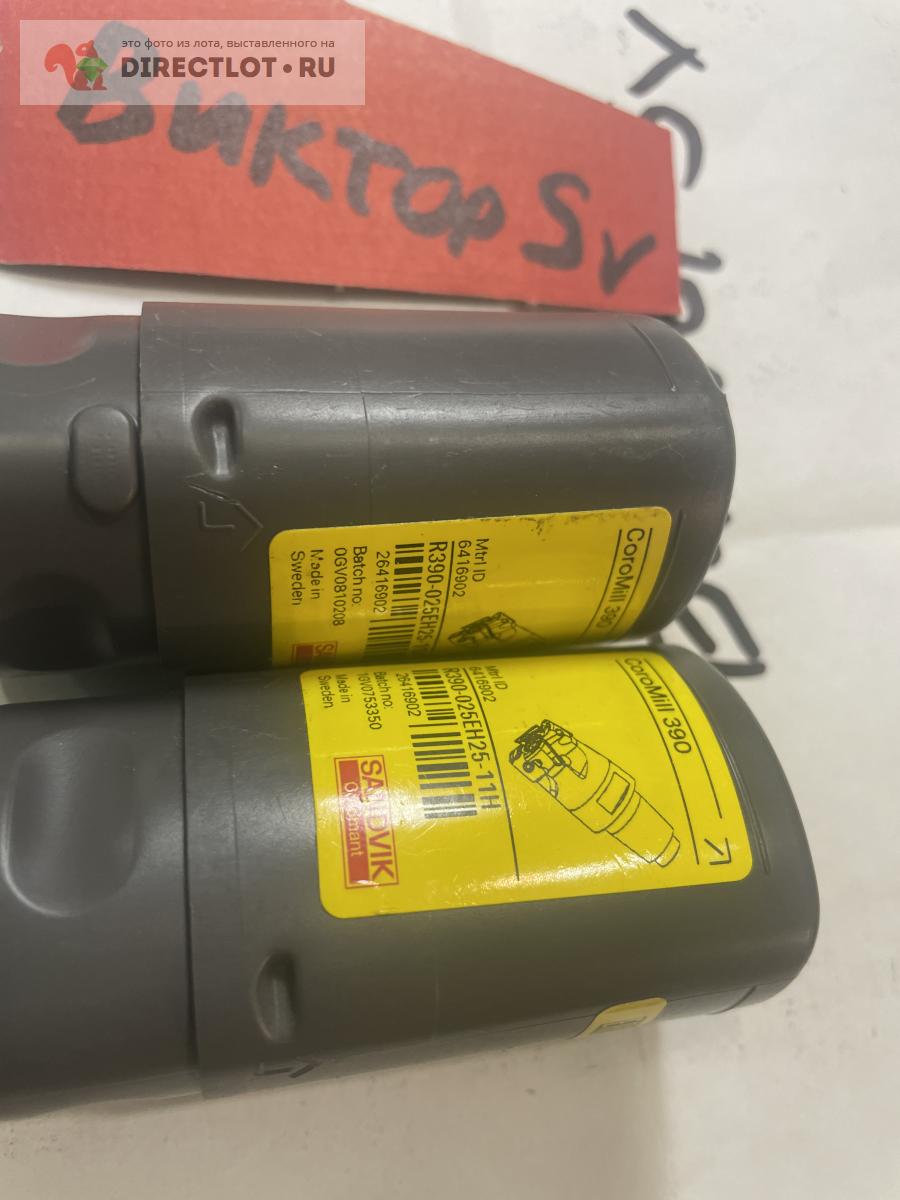 это фото из лота, выставленного на
DIRECTLOT.RU
Виктор Sv
CoroMill 390
Mtrl ID
6416902
R390-025EH25-1
26416902
Batch no.
0GV0810208
Made in
Sweden
CoroMill 390
Mtrl ID
6416902
R390-025EH25-11H
26416902
Batch no.
1GV0753350
Made in
Sweden
SANDVIK
Coromant